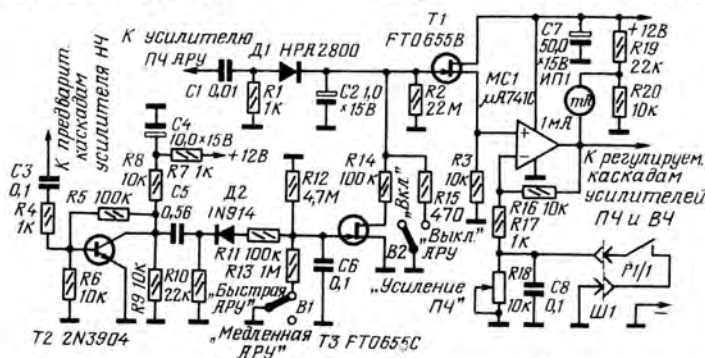 К усилителю
ПЧ АРУ
Д1 HPA2800
C1 0,01
R1
1к
C2 1,0
×15В
T1
FT0655B
R2
22М
МС1
μA741C
C7
50,0
×15В
ИП1
+12В
R19
22к
R20
10к
mA
1мА
К предварит.
каскадам
усилителя НЧ
C3
0,1
R4
1к
C4
10,0×15В
R7 1к
+12В
R8
10к
R5 100к
C5
0,56
R6
10к
R9 10к
R10
22к
Д2
1N914
R11 100к
R12
4,7М
R13 1М
R14
100к
„Вкл."
B2
R15
470
„Выкл."
АРУ
R3
10к
К регулируем.
каскадам
усилителей
ПЧ и ВЧ
R16 10к
R17
1к
„Усиление
ПЧ"
R18
10к
C8
0,1
P1/1
Ш1
„Быстрая
АРУ"
B1
„Медленная
АРУ"
C6
0,1
T2 2N3904
T3 FT0655C